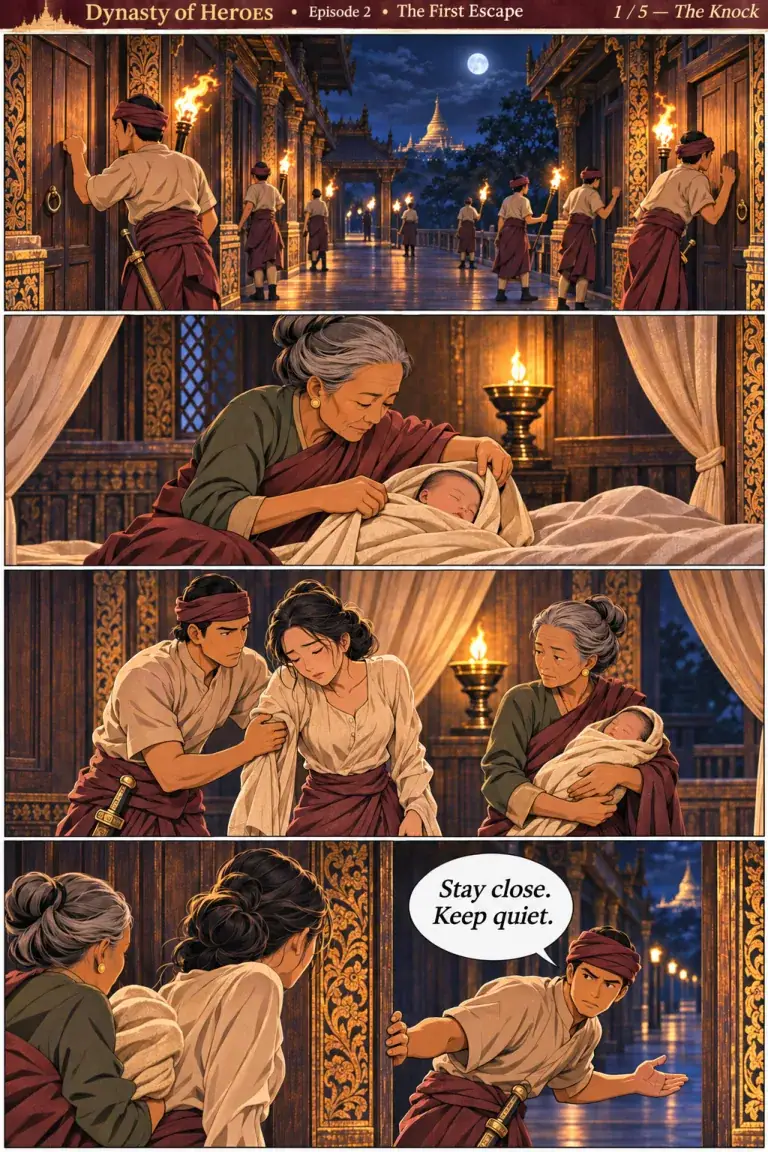 Dynasty of Heroes • Episode 2 • The First Escape 1 / 5 — The Knock
Stay close.
Keep quiet.